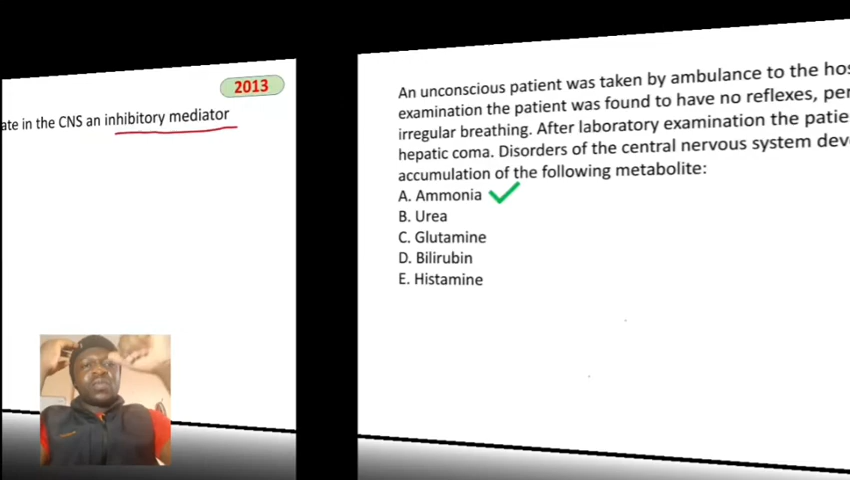 2013
ate in the CNS an inhibitory mediator
An unconscious patient was taken by ambulance to the hos
examination the patient was found to have no reflexes, per
irregular breathing. After laboratory examination the patie
hepatic coma. Disorders of the central nervous system dev
accumulation of the following metabolite:
A. Ammonia
B. Urea
C. Glutamine
D. Bilirubin
E. Histamine